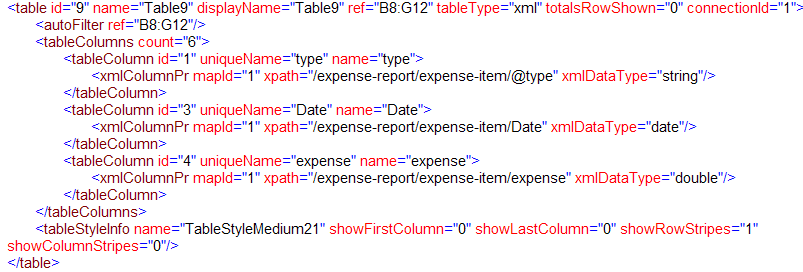 <table id="9" name="Table9" displayName="Table9" ref="B8:G12" tableType="xml" totalsRowShown="0" connectionId="1">
<autoFilter ref="B8:G12"/>
<tableColumns count="6">
<tableColumn id="1" uniqueName="type" name="type">
<xmlColumnPr mapId="1" xpath="/expense-report/expense-item/@type" xmlDataType="string"/>
</tableColumn>
<tableColumn id="3" uniqueName="Date" name="Date">
<xmlColumnPr mapId="1" xpath="/expense-report/expense-item/Date" xmlDataType="date"/>
</tableColumn>
<tableColumn id="4" uniqueName="expense" name="expense">
<xmlColumnPr mapId="1" xpath="/expense-report/expense-item/expense" xmlDataType="double"/>
</tableColumn>
</tableColumns>
<tableStyleInfo name="TableStyleMedium21" showFirstColumn="0" showLastColumn="0" showRowStripes="1"
showColumnStripes="0"/>
</table>